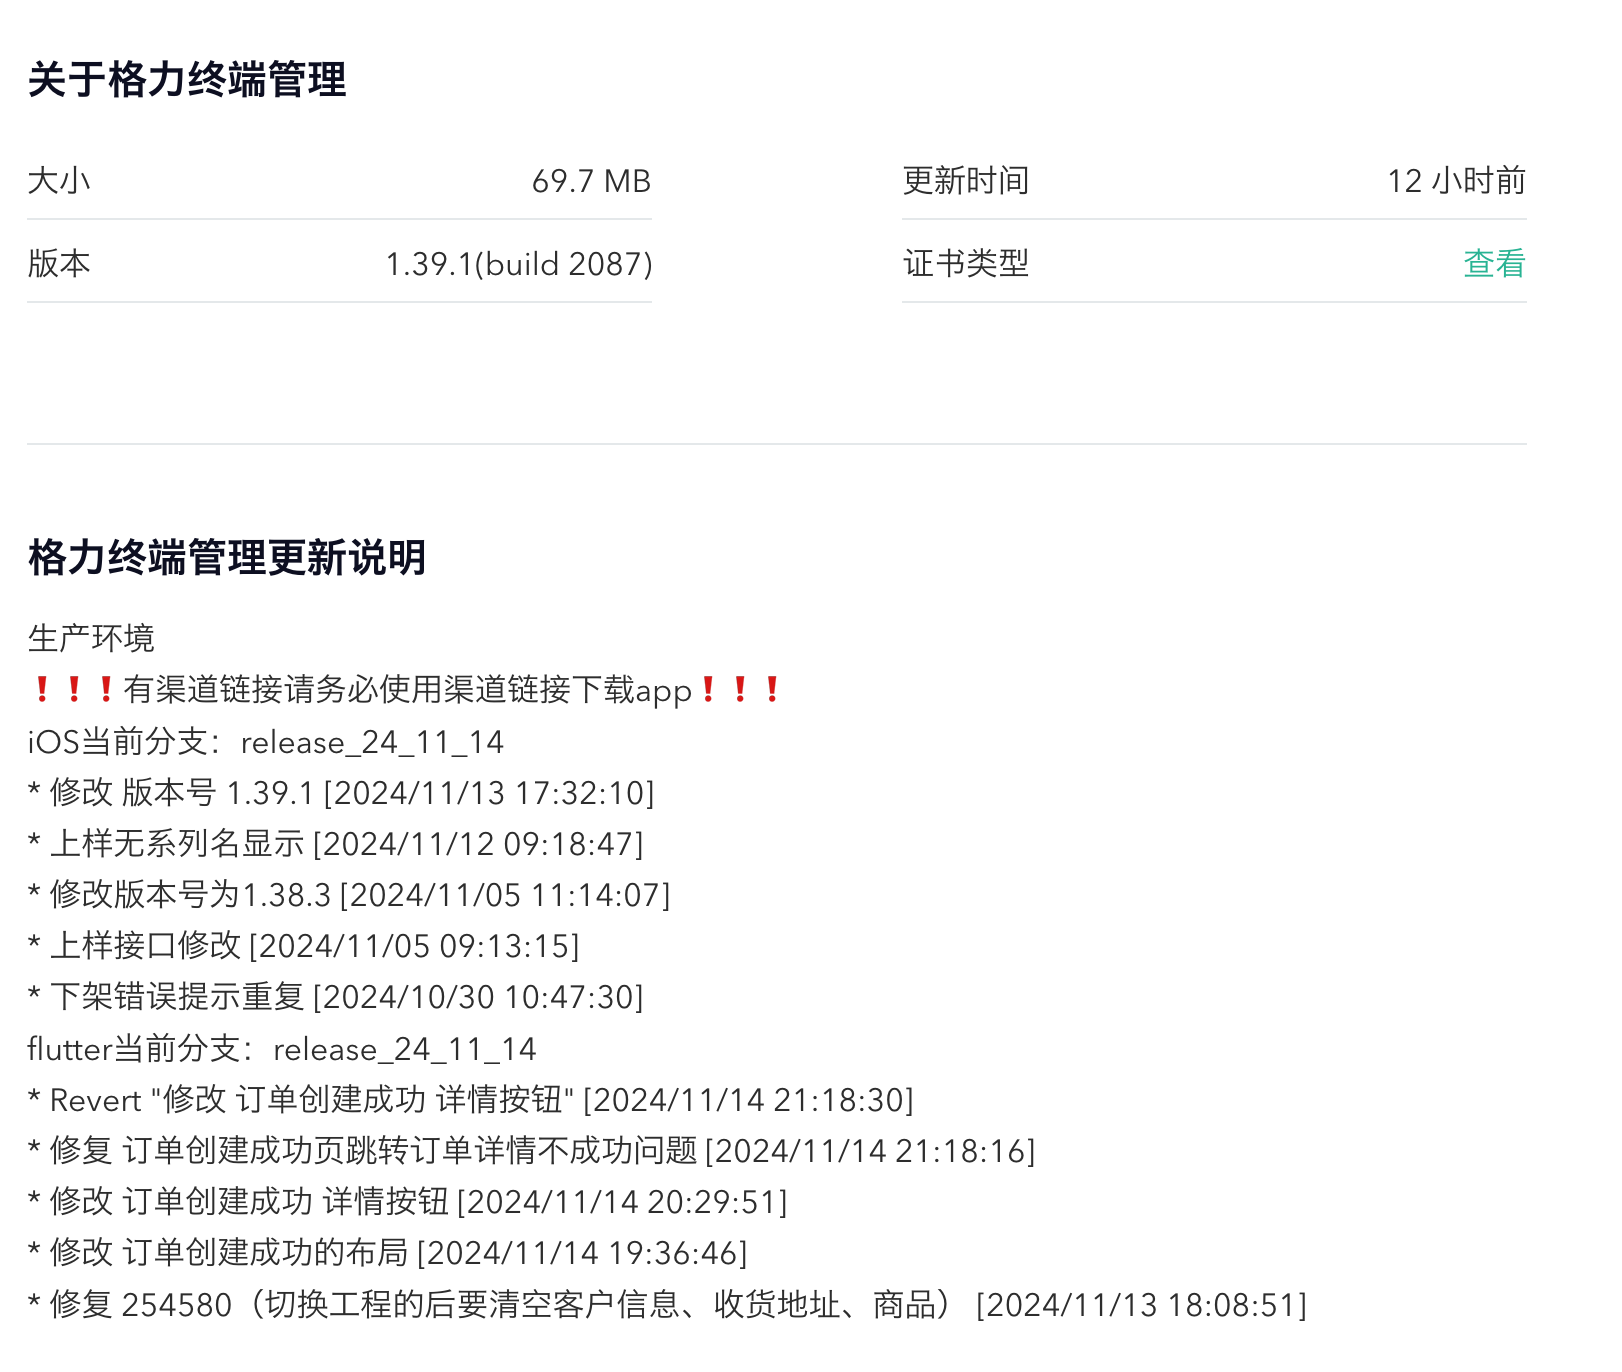 关于格力终端管理
大小 69.7 MB
更新时间 12 小时前
版本 1.39.1(build 2087)
证书类型 查看
格力终端管理更新说明
生产环境
❗❗❗有渠道链接请务必使用渠道链接下载app❗❗❗
iOS当前分支：release_24_11_14
* 修改 版本号 1.39.1 [2024/11/13 17:32:10]
* 上样无系列名显示 [2024/11/12 09:18:47]
* 修改版本号为1.38.3 [2024/11/05 11:14:07]
* 上样接口修改 [2024/11/05 09:13:15]
* 下架错误提示重复 [2024/10/30 10:47:30]
flutter当前分支：release_24_11_14
* Revert "修改 订单创建成功 详情按钮" [2024/11/14 21:18:30]
* 修复 订单创建成功页跳转订单详情不成功问题 [2024/11/14 21:18:16]
* 修改 订单创建成功 详情按钮 [2024/11/14 20:29:51]
* 修改 订单创建成功的布局 [2024/11/14 19:36:46]
* 修复 254580（切换工程的后要清空客户信息、收货地址、商品） [2024/11/13 18:08:51]